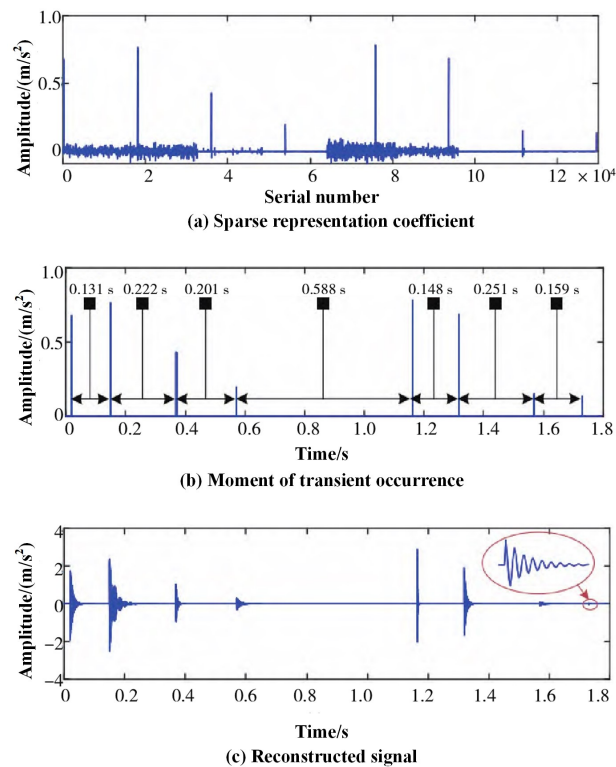 1.0
0.5
0
Amplitude/(m/s²)
0 2 4 6 8 10 12 × 10⁴
Serial number
(a) Sparse representation coefficient
1.0
0.5
0
Amplitude/(m/s²)
0.131 s 0.222 s 0.201 s 0.588 s 0.148 s 0.251 s 0.159 s
0 0.2 0.4 0.6 0.8 1.0 1.2 1.4 1.6 1.8
Time/s
(b) Moment of transient occurrence
4
2
0
−2
−4
Amplitude/(m/s²)
0 0.2 0.4 0.6 0.8 1.0 1.2 1.4 1.6 1.8
Time/s
(c) Reconstructed signal